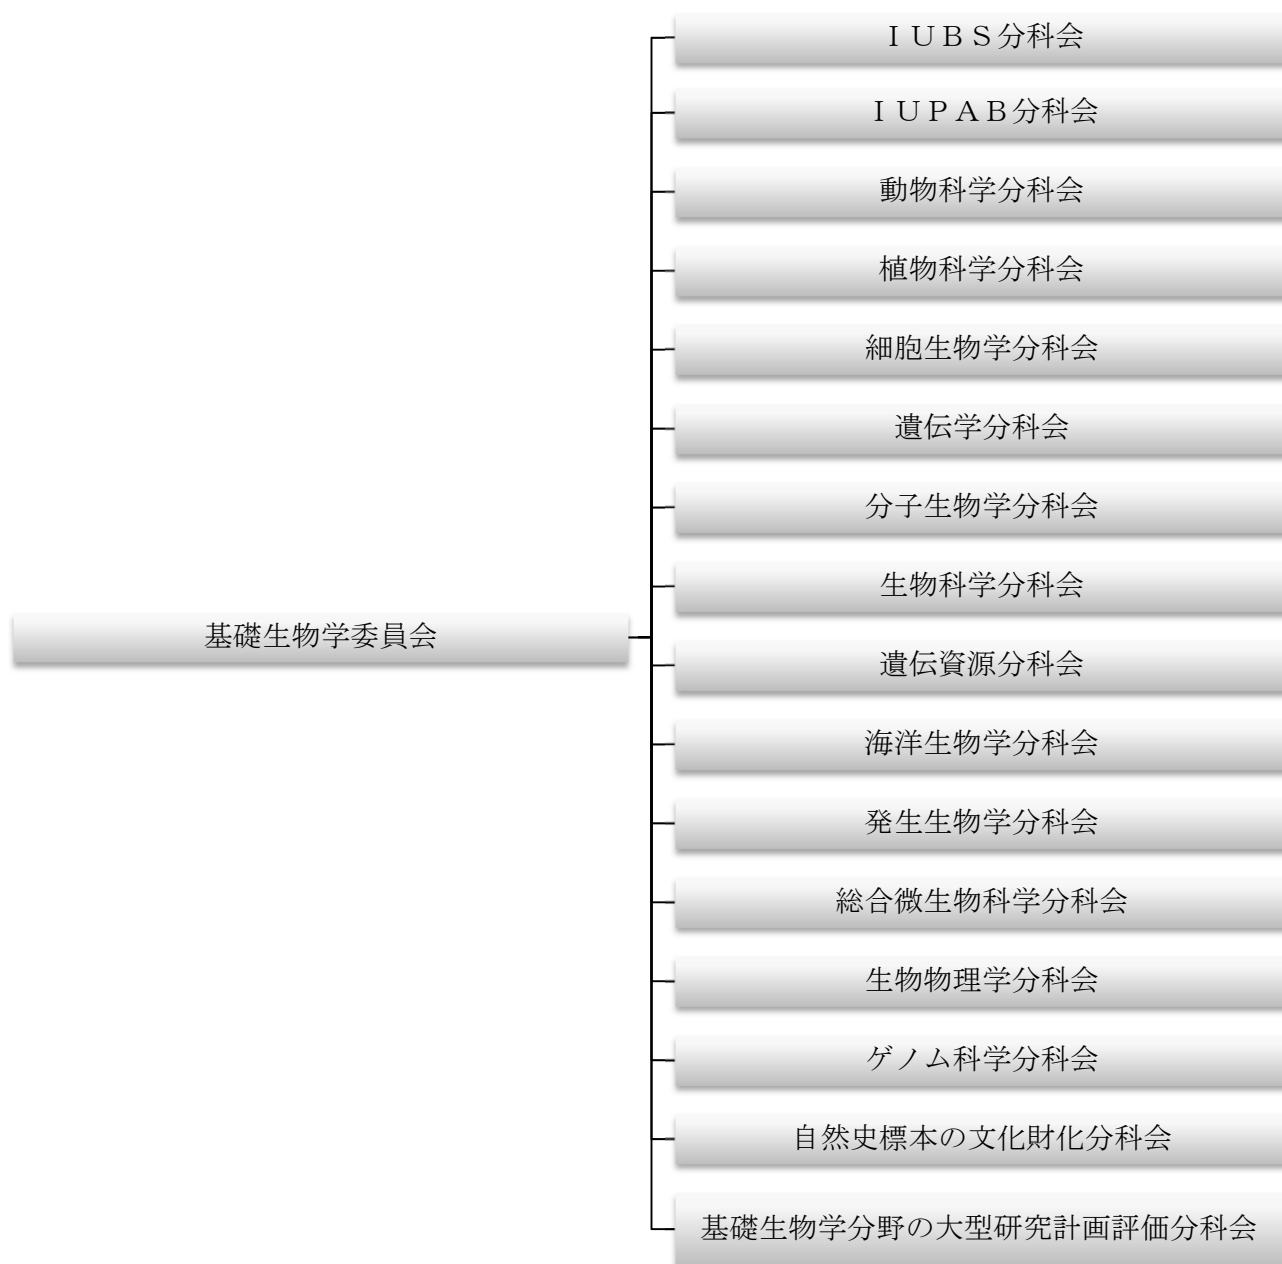 ＩＵＢＳ分科会
ＩＵＰＡＢ分科会
動物科学分科会
植物科学分科会
細胞生物学分科会
遺伝学分科会
分子生物学分科会
生物科学分科会
基礎生物学委員会
遺伝資源分科会
海洋生物学分科会
発生生物学分科会
総合微生物科学分科会
生物物理学分科会
ゲノム科学分科会
自然史標本の文化財化分科会
基礎生物学分野の大型研究計画評価分科会